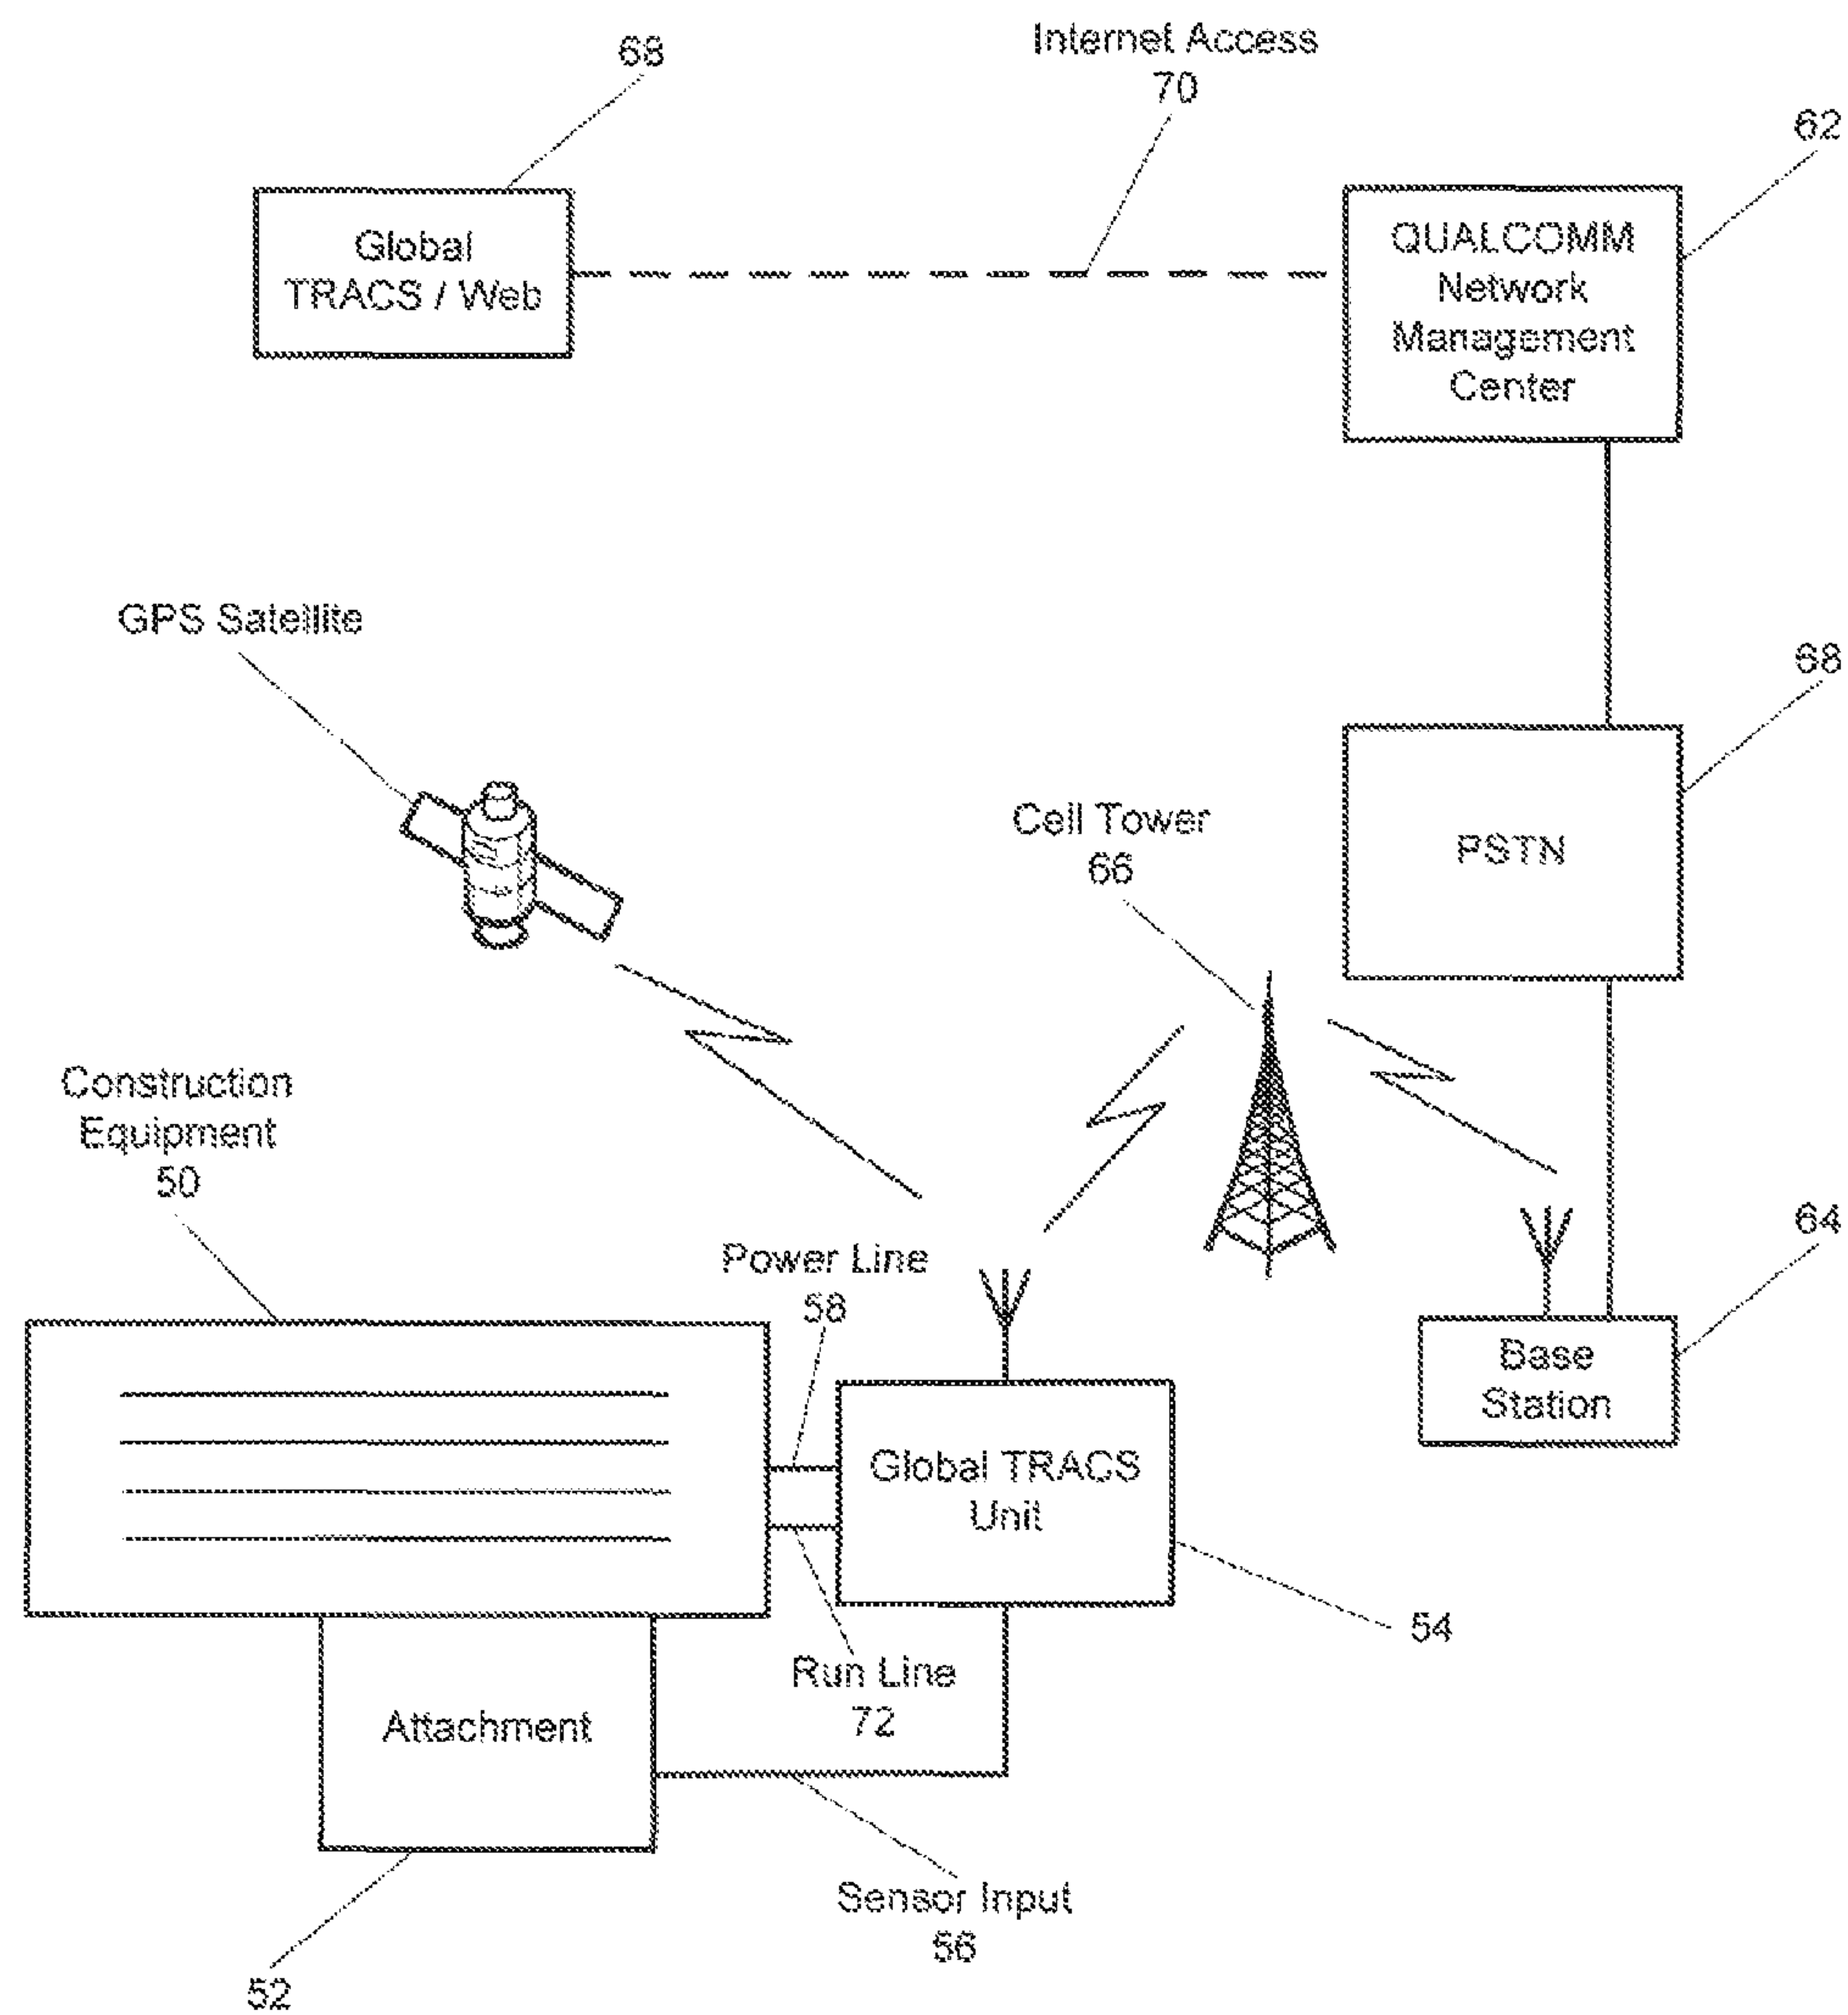 68
Internet Access
70
62
Global
TRACS / Web
QUALCOMM
Network
Management
Center
GPS Satellite
68
Cell Tower
66
PSTN
Construction
Equipment
50
Power Line
58
64
Base
Station
Global TRACS
Unit
54
Run Line
72
Attachment
Sensor Input
56
52